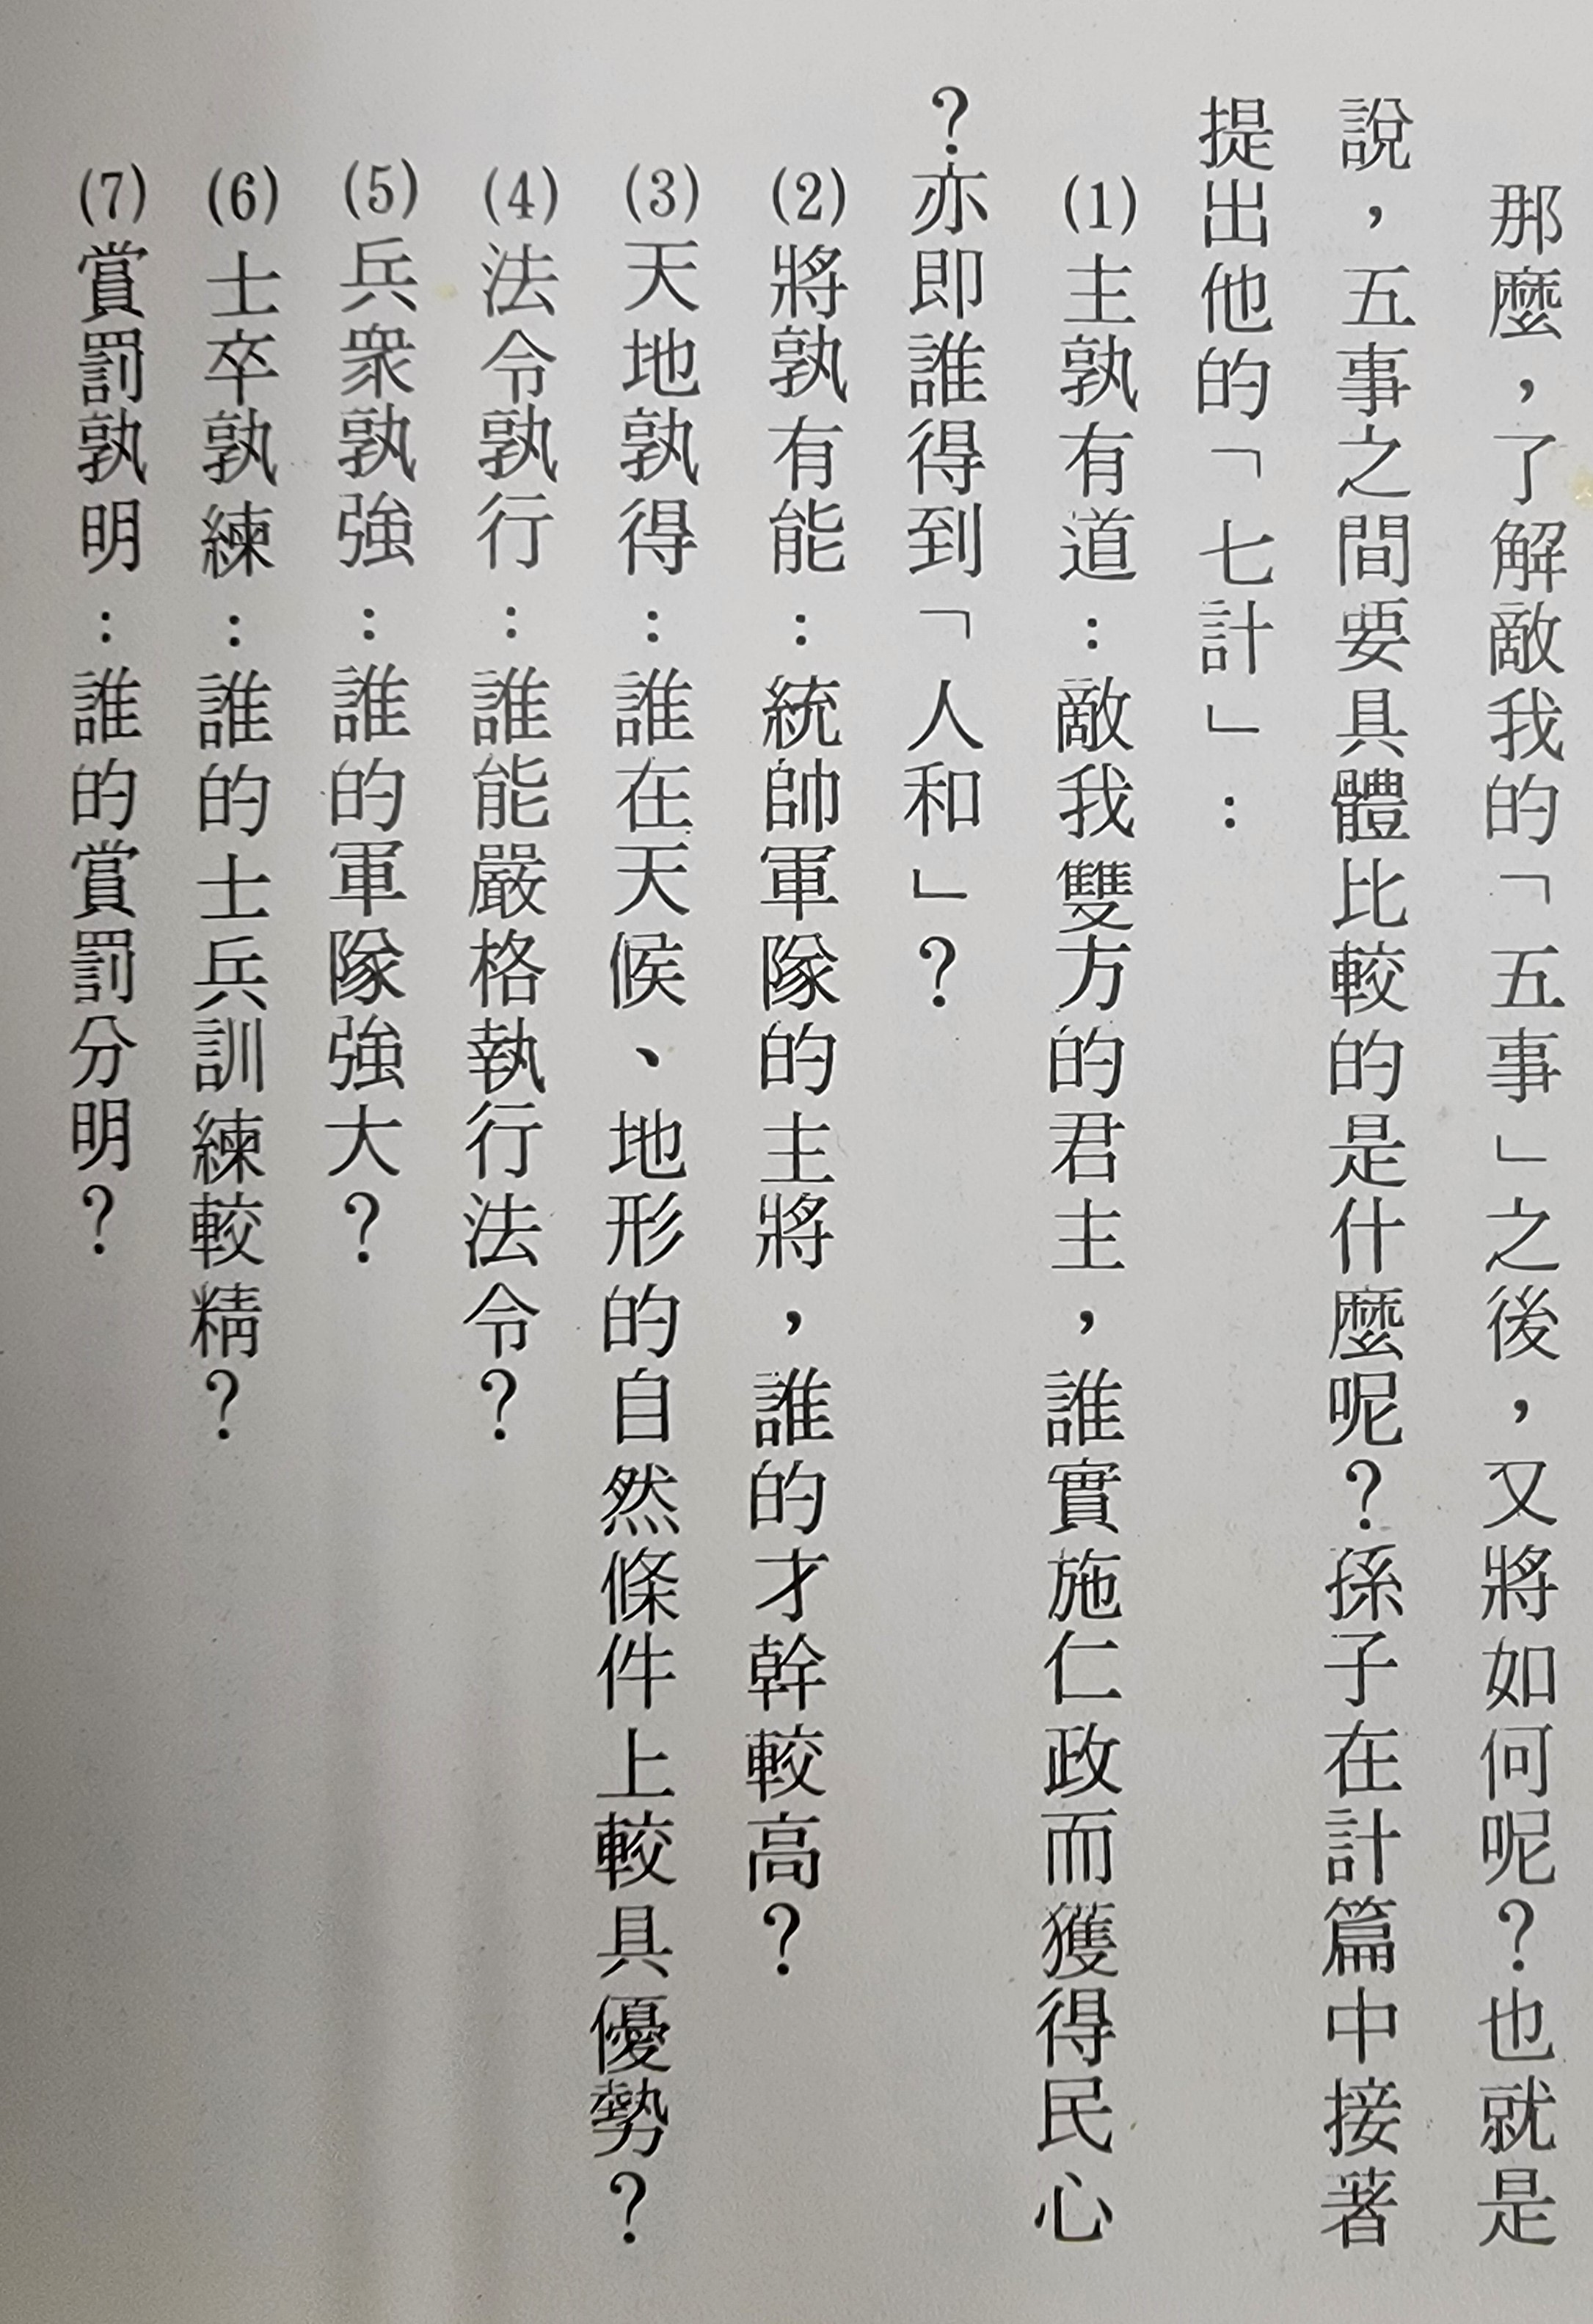 那麼，了解敵我的「五事」之後，又將如何呢？也就是
說，五事之間要具體比較的是什麼呢？孫子在計篇中接著
提出他的「七計」：
(1)主孰有道：敵我雙方的君主，誰實施仁政而獲得民心
？亦即誰得到「人和」？
(2)將孰有能：統帥軍隊的主將，誰的才幹較高？
(3)天地孰得：誰在天候、地形的自然條件上較具優勢？
(4)法令孰行：誰能嚴格執行法令？
(5)兵衆孰強：誰的軍隊強大？
(6)士卒孰練：誰的士兵訓練較精？
(7)賞罰孰明：誰的賞罰分明？